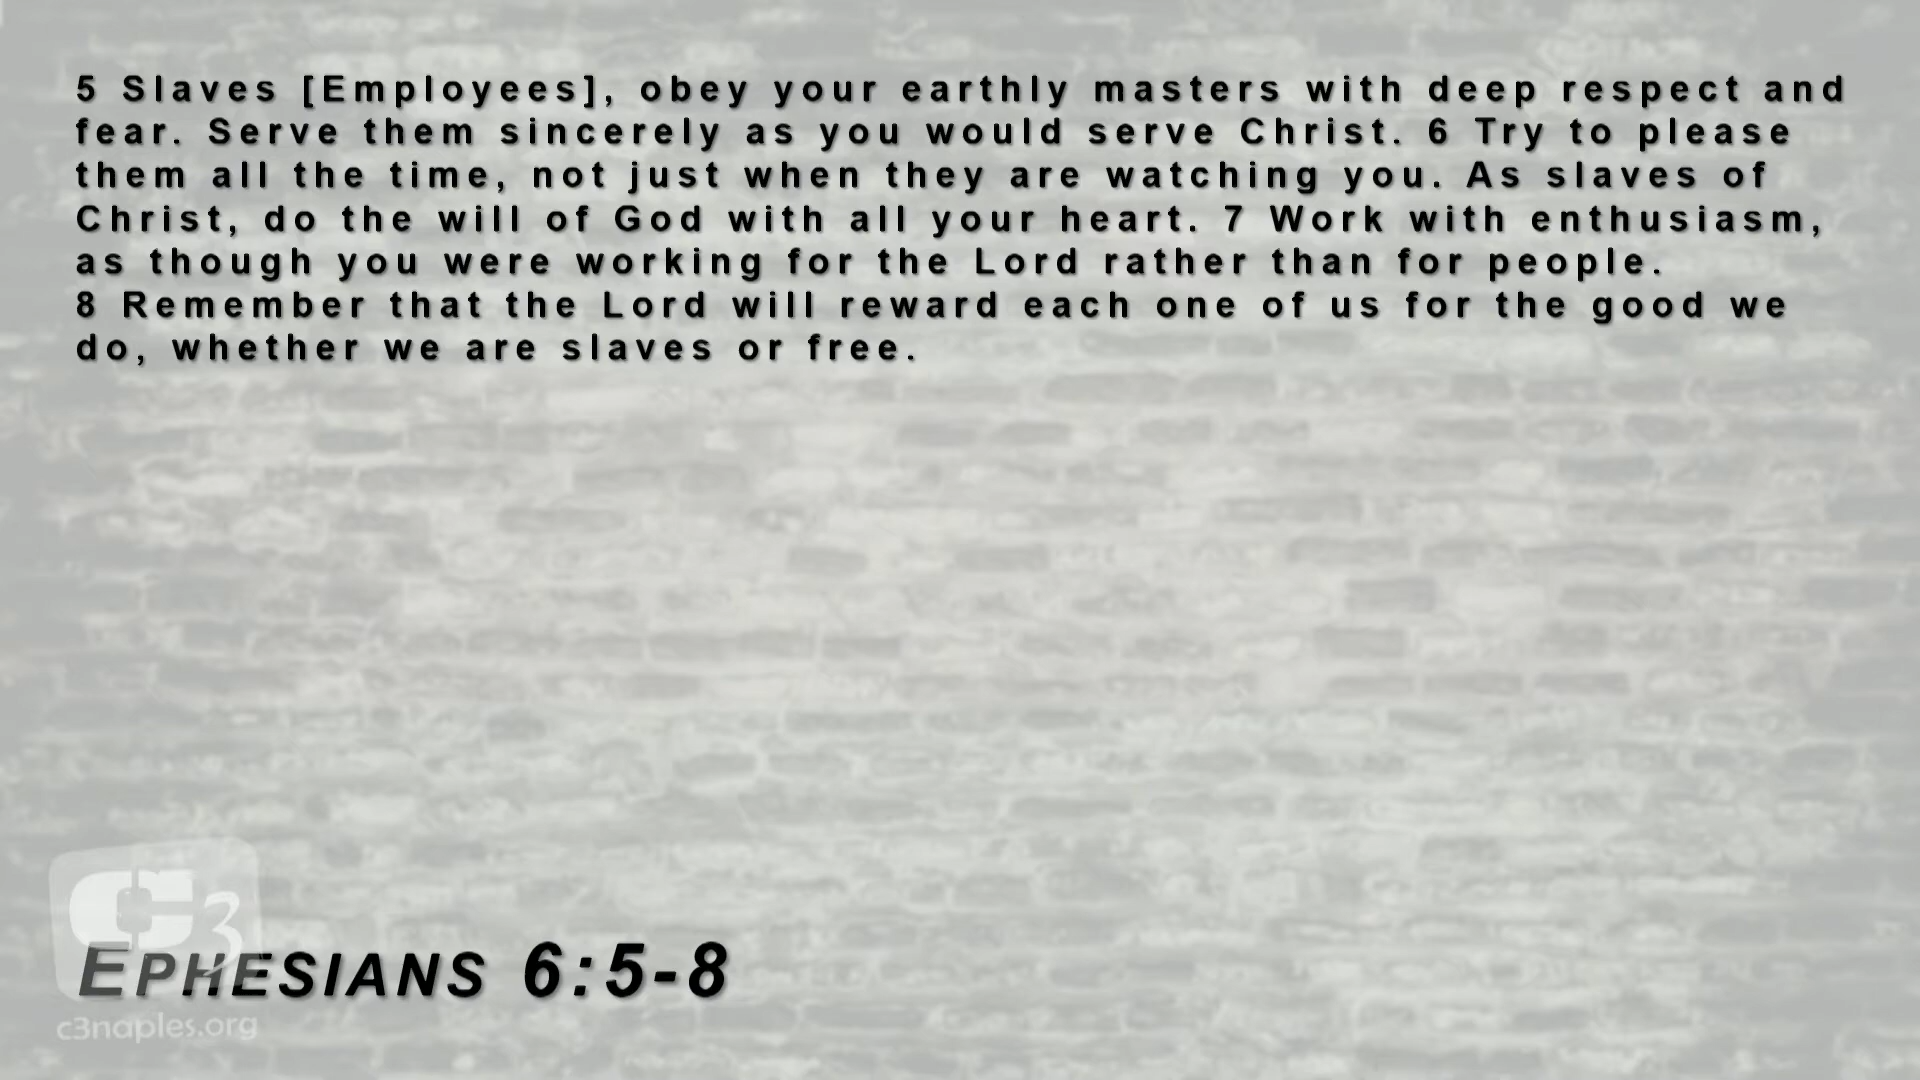 5 Slaves [Employees], obey your earthly masters with deep respect and
fear. Serve them sincerely as you would serve Christ. 6 Try to please
them all the time, not just when they are watching you. As slaves of
Christ, do the will of God with all your heart. 7 Work with enthusiasm,
as though you were working for the Lord rather than for people.
8 Remember that the Lord will reward each one of us for the good we
do, whether we are slaves or free.
C3
EPHESIANS 6:5-8
c3naples.org